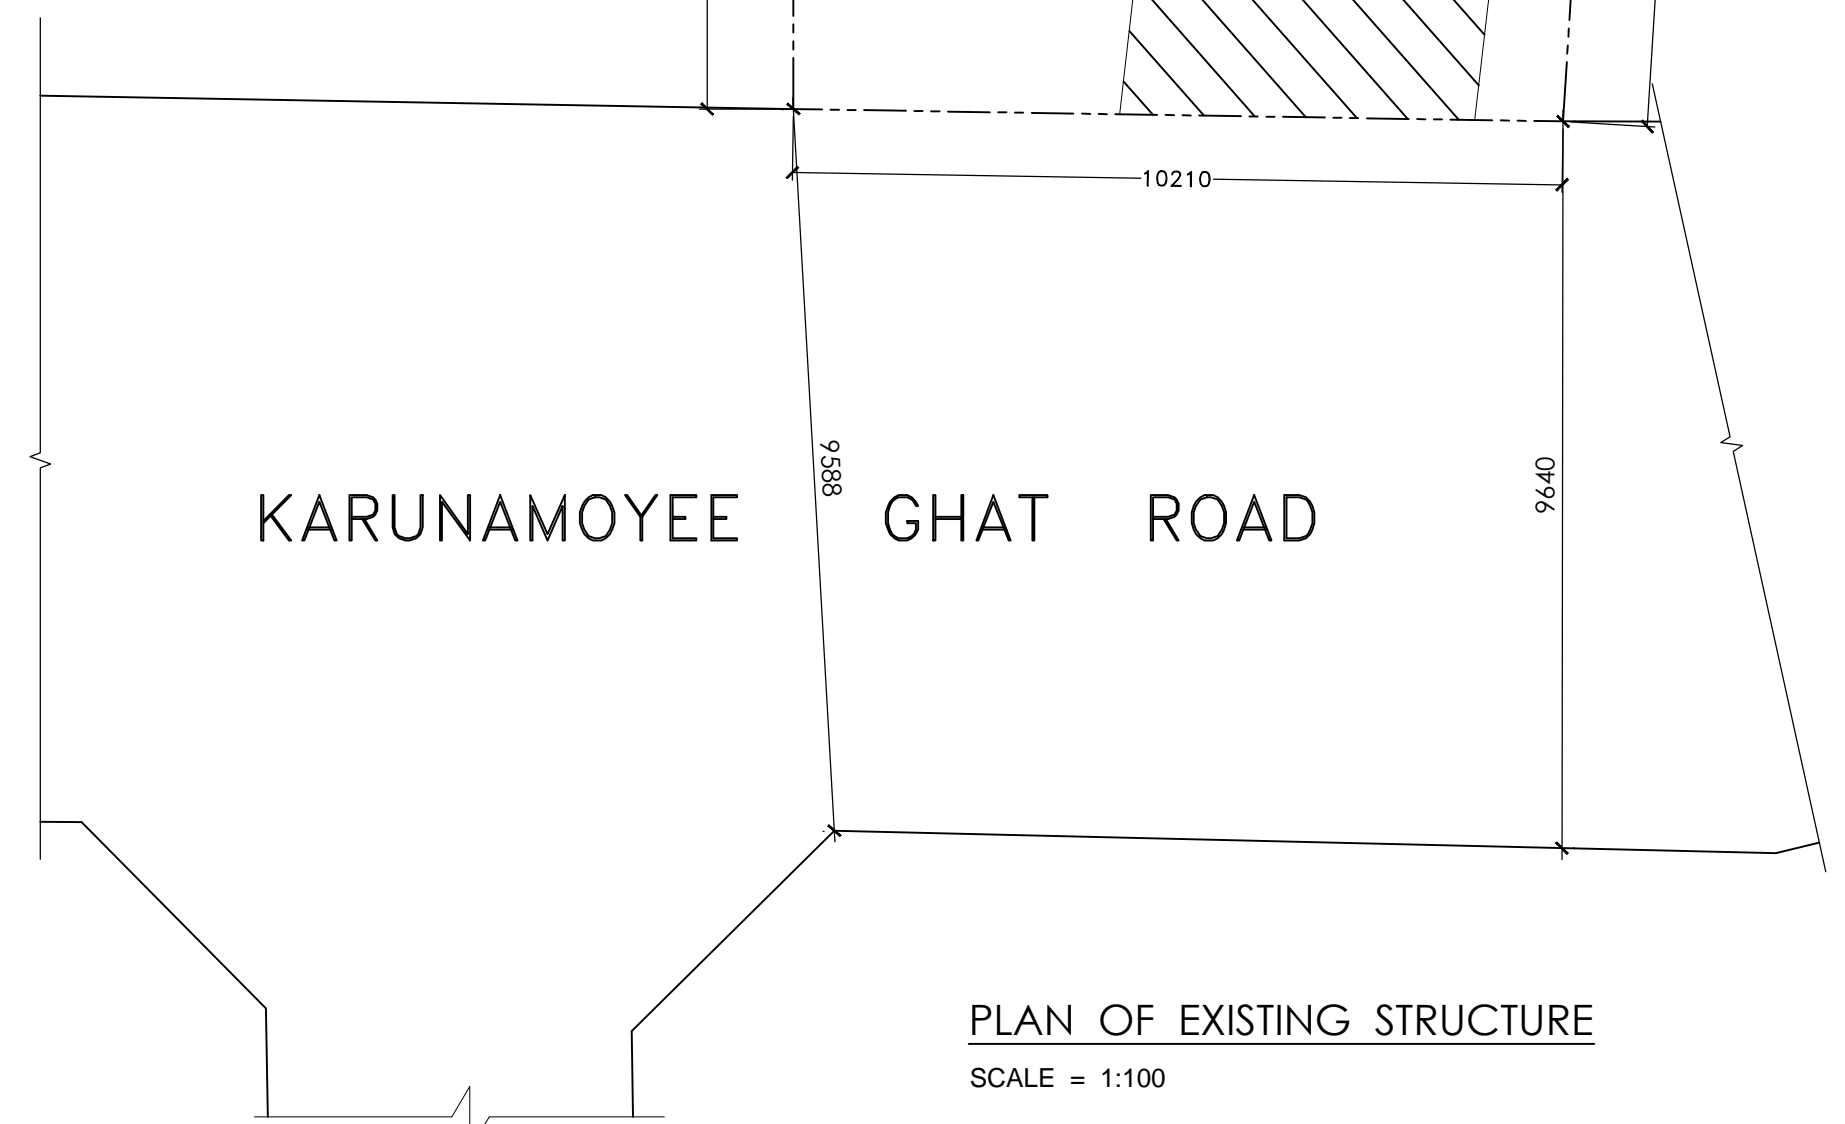 10210
9588
9640
KARUNAMOYEE GHAT ROAD
PLAN OF EXISTING STRUCTURE
SCALE = 1:100